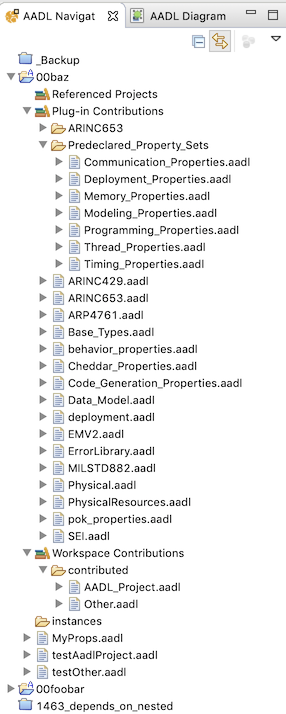 AADL Navigat AADL Diagram
_Backup
00baz
Referenced Projects
Plug-in Contributions
ARINC653
Predeclared_Property_Sets
Communication_Properties.aadl
Deployment_Properties.aadl
Memory_Properties.aadl
Modeling_Properties.aadl
Programming_Properties.aadl
Thread_Properties.aadl
Timing_Properties.aadl
ARINC429.aadl
ARINC653.aadl
ARP4761.aadl
Base_Types.aadl
behavior_properties.aadl
Cheddar_Properties.aadl
Code_Generation_Properties.aadl
Data_Model.aadl
deployment.aadl
EMV2.aadl
ErrorLibrary.aadl
MILSTD882.aadl
Physical.aadl
PhysicalResources.aadl
pok_properties.aadl
SEI.aadl
Workspace Contributions
contributed
AADL_Project.aadl
Other.aadl
instances
MyProps.aadl
testAadlProject.aadl
testOther.aadl
00foobar
1463_depends_on_nested